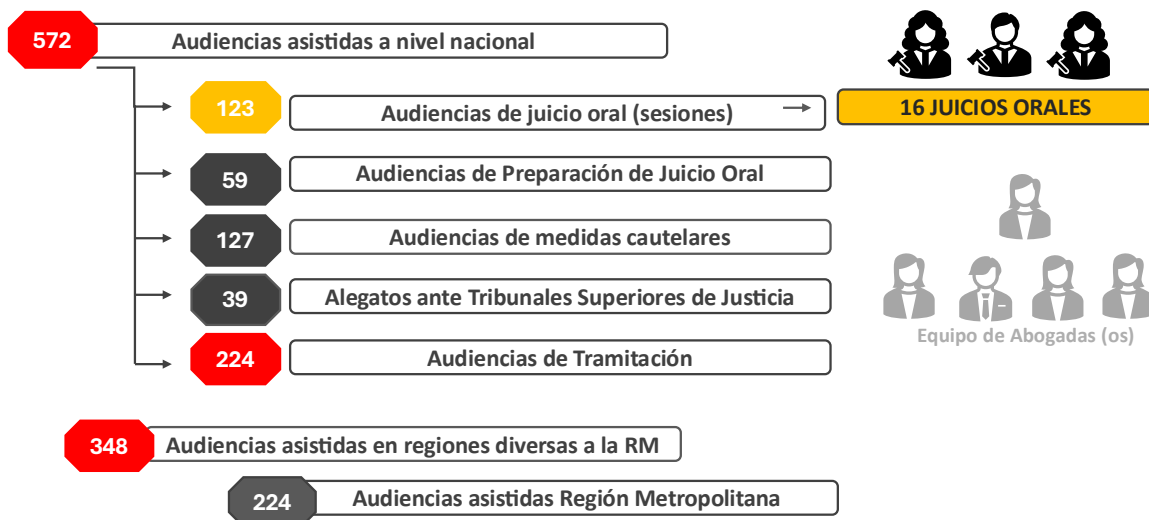 572 Audiencias asistidas a nivel nacional
123 Audiencias de juicio oral (sesiones) 16 JUICIOS ORALES
59 Audiencias de Preparación de Juicio Oral
127 Audiencias de medidas cautelares
39 Alegatos ante Tribunales Superiores de Justicia
Equipo de Abogadas (os)
224 Audiencias de Tramitación
348 Audiencias asistidas en regiones diversas a la RM
224 Audiencias asistidas Región Metropolitana